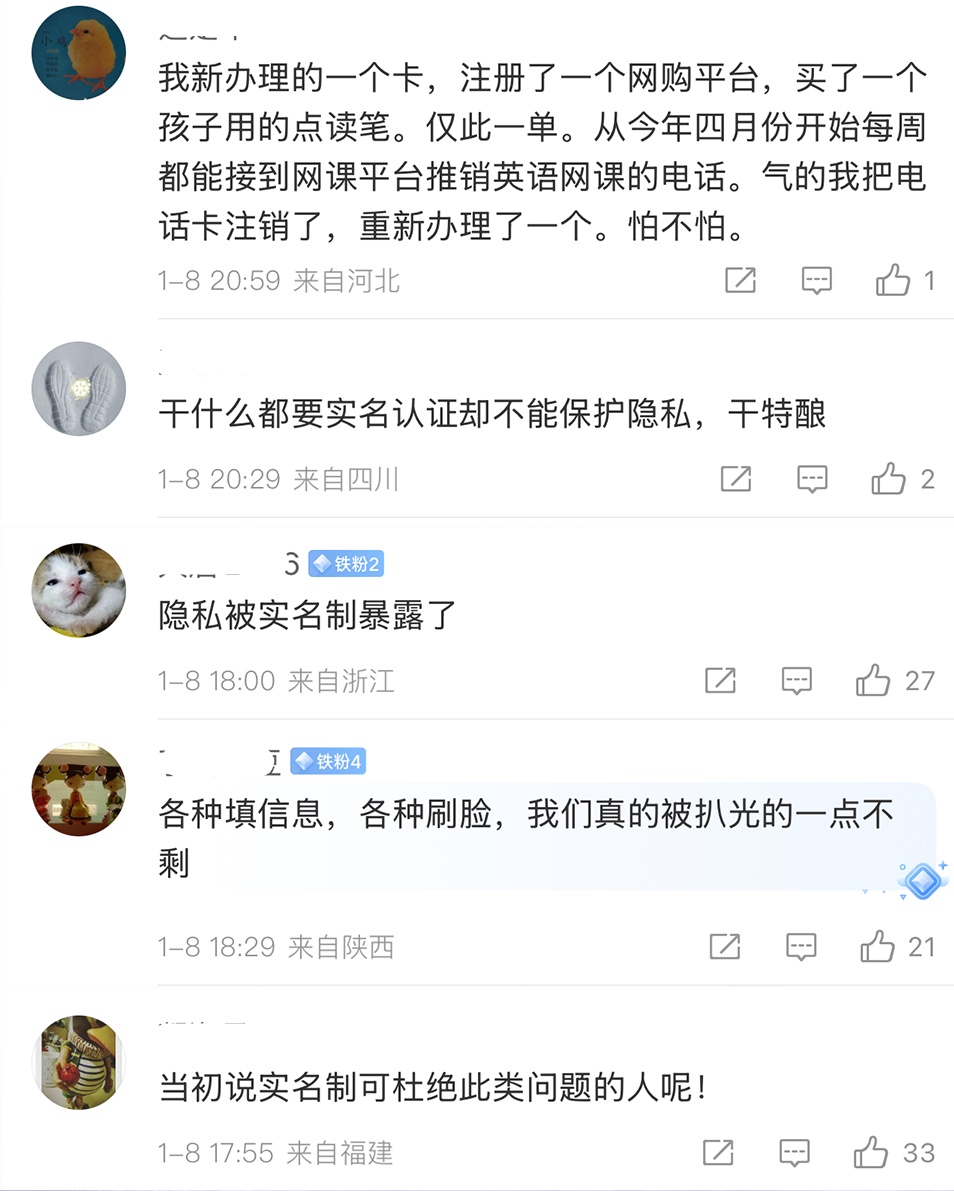 我新办理的一个卡，注册了一个网购平台，买了一个
孩子用的点读笔。仅此一单。从今年四月份开始每周
都能接到网课平台推销英语网课的电话。气的我把电
话卡注销了，重新办理了一个。怕不怕。
1-8 20:59 来自河北
1
干什么都要实名认证却不能保护隐私，干特酿
1-8 20:29 来自四川
2
铁粉2
隐私被实名制暴露了
1-8 18:00 来自浙江
27
铁粉4
各种填信息，各种刷脸，我们真的被扒光的一点不
剩
1-8 18:29 来自陕西
21
当初说实名制可杜绝此类问题的人呢！
1-8 17:55 来自福建
33